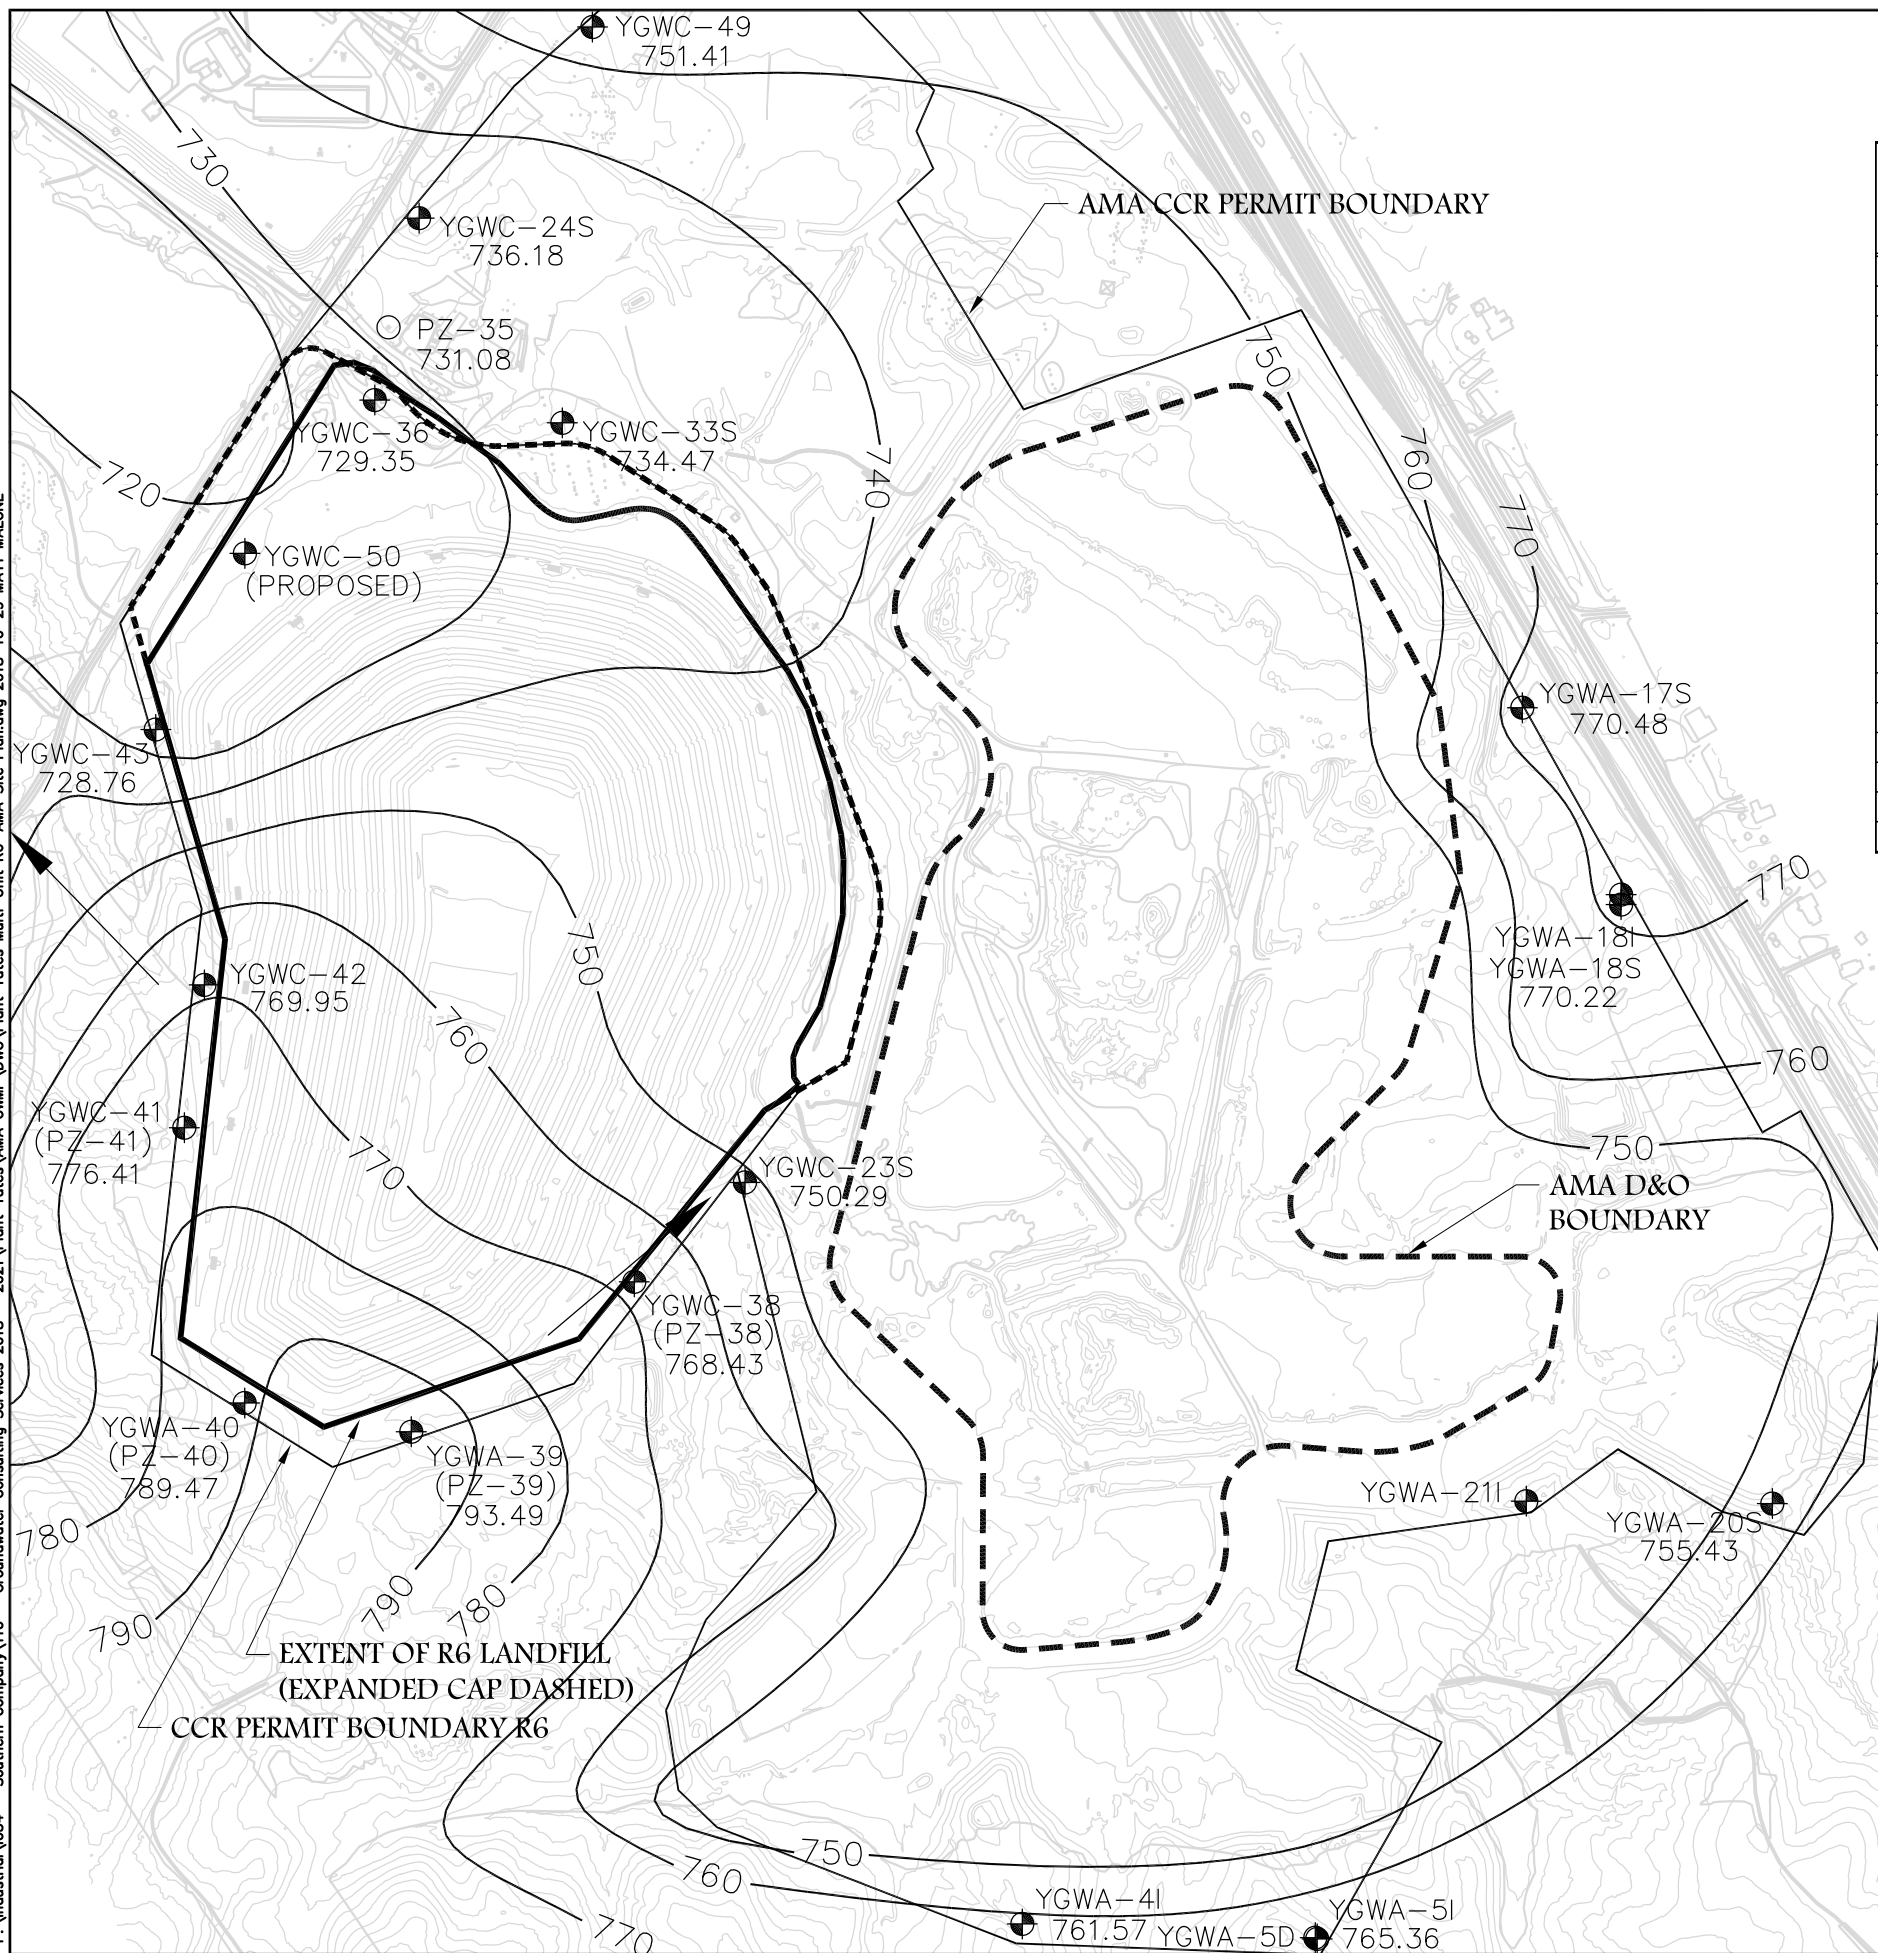 YGWC-49
751.41
730
AMA CCR PERMIT BOUNDARY
YGWC-24S
736.18
PZ-35
731.08
750
YGWC-36
729.35
YGWC-33S
734.47
740
760
720
770
YGWC-50
(PROPOSED)
YGWA-17S
770.48
YGWC-43
728.76
770
750
YGWA-18I
YGWA-18S
770.22
YGWC-42
769.95
760
760
YGWC-41
(PZ-41)
776.41
770
750
YGWC-23S
750.29
AMA D&O
BOUNDARY
YGWC-38
(PZ-38)
768.43
YGWA-40
(PZ-40)
789.47
YGWA-39
(PZ-39)
793.49
YGWA-21I
YGWA-20S
755.43
780
790
780
790
EXTENT OF R6 LANDFILL
(EXPANDED CAP DASHED)
CCR PERMIT BOUNDARY R6
750
760
YGWA-4I
761.57
YGWA-5D
YGWA-5I
765.36
770